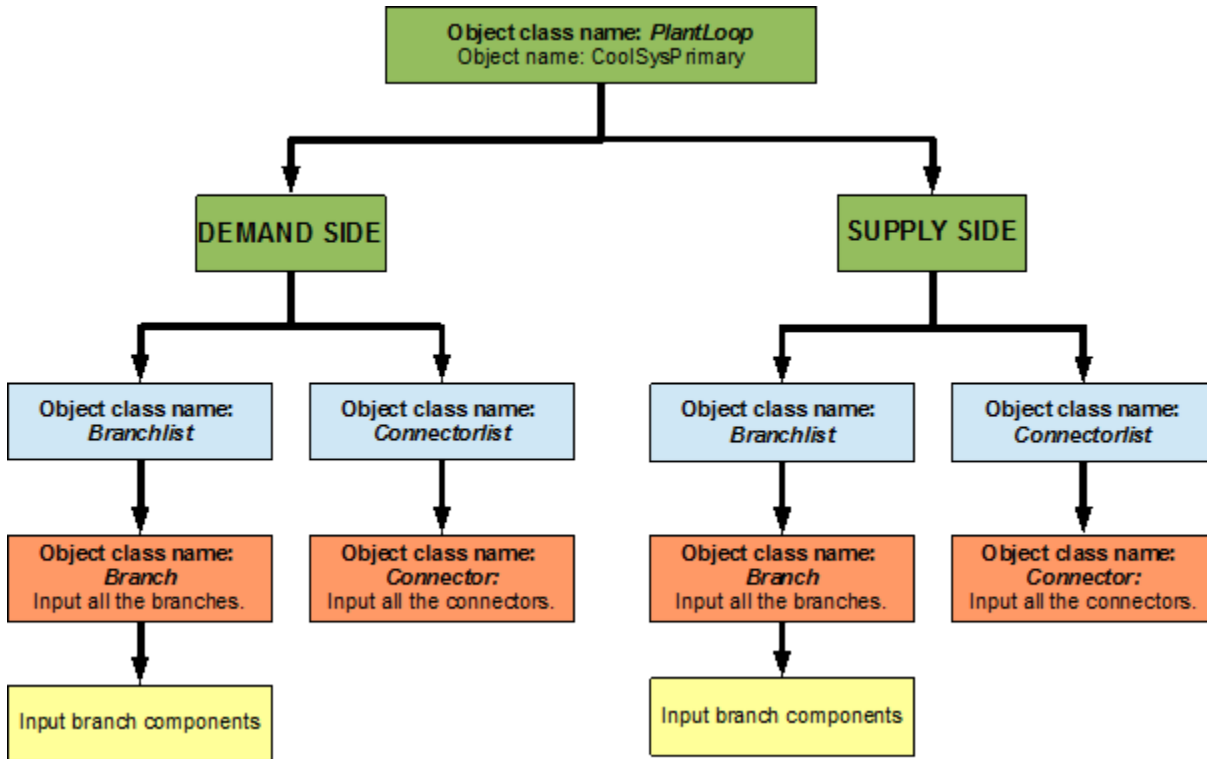 Object class name: PlantLoop
Object name: CoolSysPrimary
DEMAND SIDE
SUPPLY SIDE
Object class name:
Branchlist
Object class name:
Connectorlist
Object class name:
Branchlist
Object class name:
Connectorlist
Object class name:
Branch
Input all the branches.
Object class name:
Connector:
Input all the connectors.
Object class name:
Branch
Input all the branches.
Object class name:
Connector:
Input all the connectors.
Input branch components
Input branch components